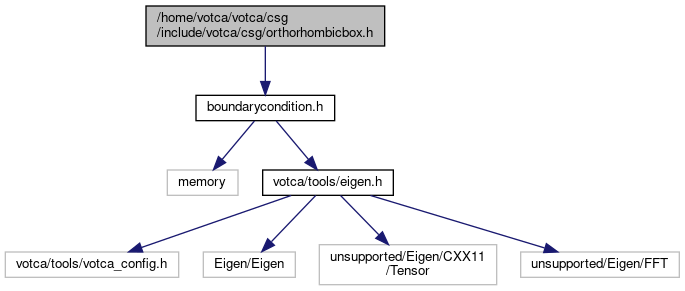 /home/votca/votca/csg
/include/votca/csg/orthorhombicbox.h
boundarycondition.h
memory
votca/tools/eigen.h
votca/tools/votca_config.h
Eigen/Eigen
unsupported/Eigen/CXX11
/Tensor
unsupported/Eigen/FFT